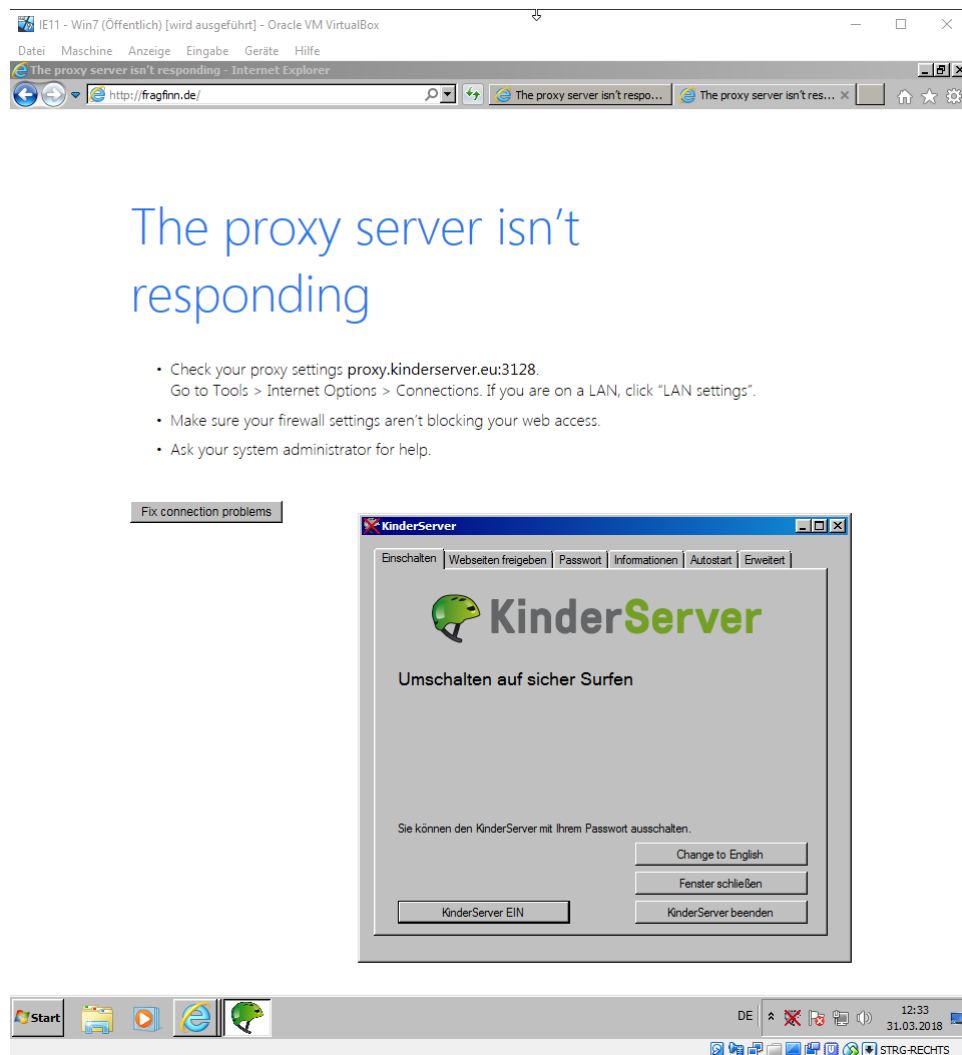 IE11 - Win7 (Öffentlich) [wird ausgeführt] - Oracle VM VirtualBox
Datei Maschine Anzeige Eingabe Geräte Hilfe
The proxy server isn't responding - Internet Explorer
http://fragfinn.de/ The proxy server isn't respo... The proxy server isn't res...
The proxy server isn't
responding
• Check your proxy settings proxy.kinderserver.eu:3128.
Go to Tools > Internet Options > Connections. If you are on a LAN, click “LAN settings”.
• Make sure your firewall settings aren't blocking your web access.
• Ask your system administrator for help.
Fix connection problems
KinderServer
Einschalten Webseiten freigeben Passwort Informationen Autostart Erweitert
KinderServer
Umschalten auf sicher Surfen
Sie können den KinderServer mit Ihrem Passwort ausschalten.
Change to English
Fenster schließen
KinderServer EIN KinderServer beenden
Start DE 12:33
31.03.2018
STRG-RECHTS